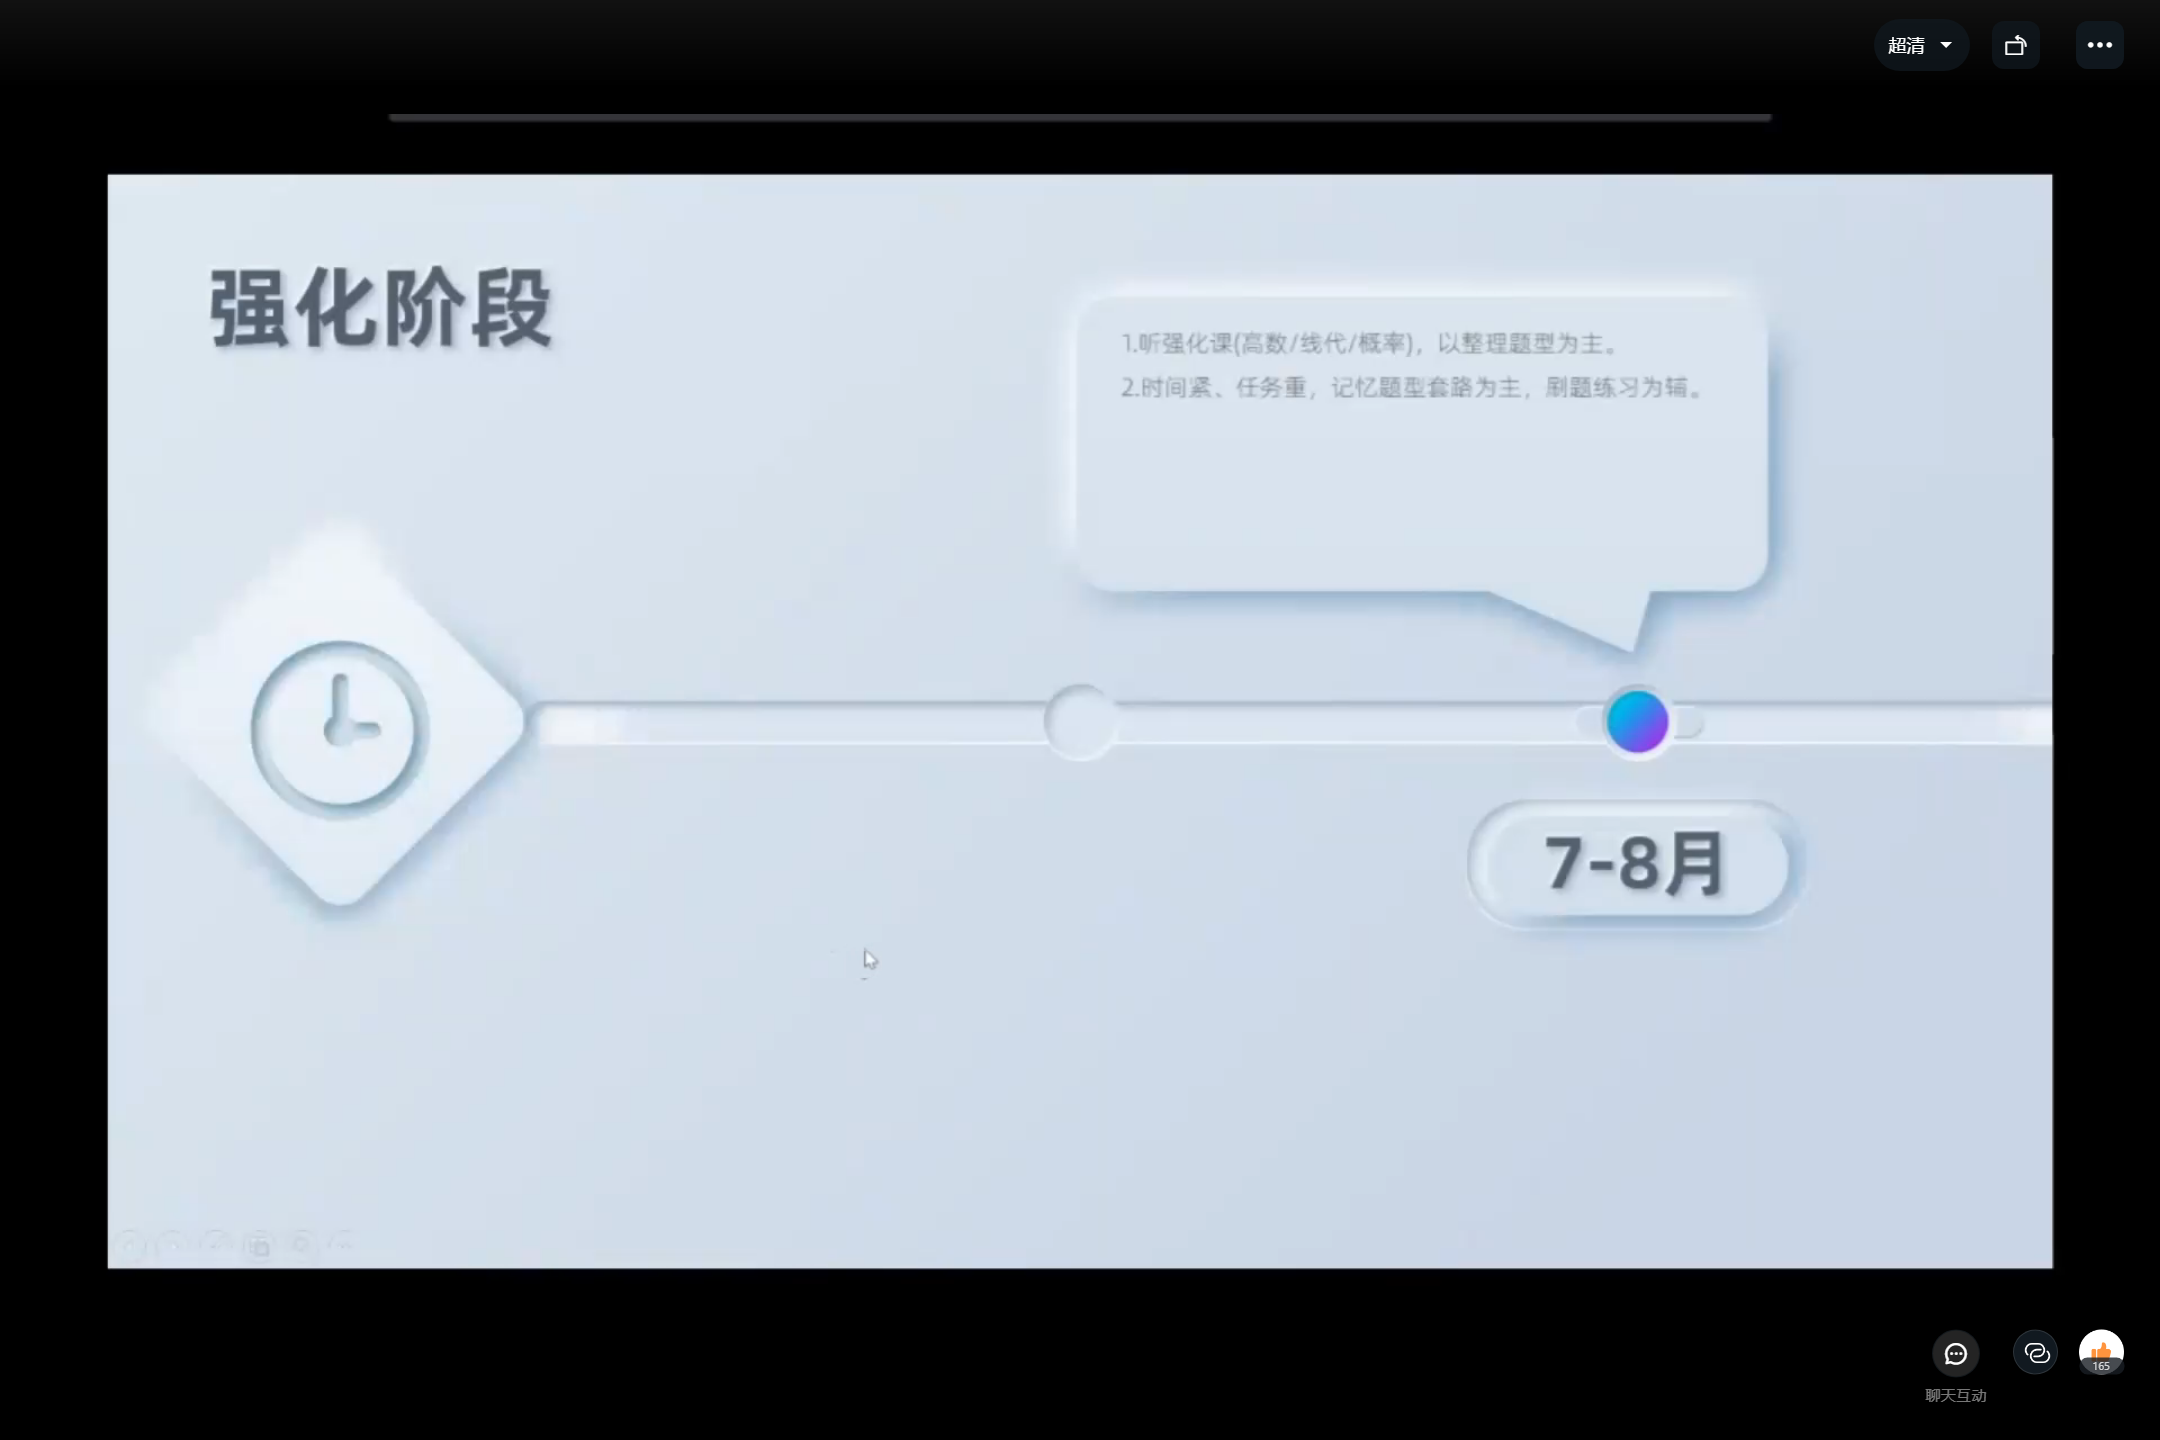 超清
强化阶段
1.听强化课(高数/线代/概率)，以整理题型为主。
2.时间紧、任务重，记忆题型套路为主，刷题练习为辅。
7-8月
165
聊天互动